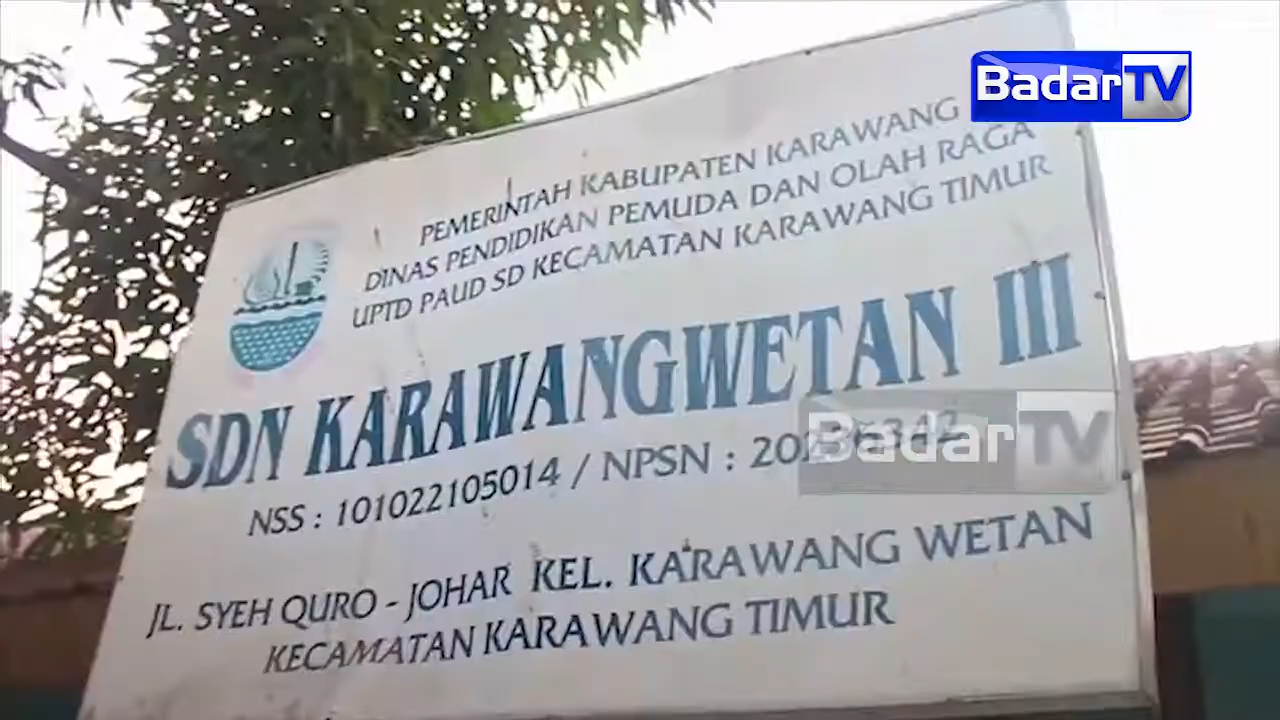 BadarTV
PEMERINTAH KABUPATEN KARAWANG
DINAS PENDIDIKAN PEMUDA DAN OLAH RAGA
UPTD PAUD SD KECAMATAN KARAWANG TIMUR
SDN KARAWANGWETAN III
NSS : 101022105014 / NPSN :
BadarTV
JL. SYEH QURO - JOHAR KEL. KARAWANG WETAN
KECAMATAN KARAWANG TIMUR